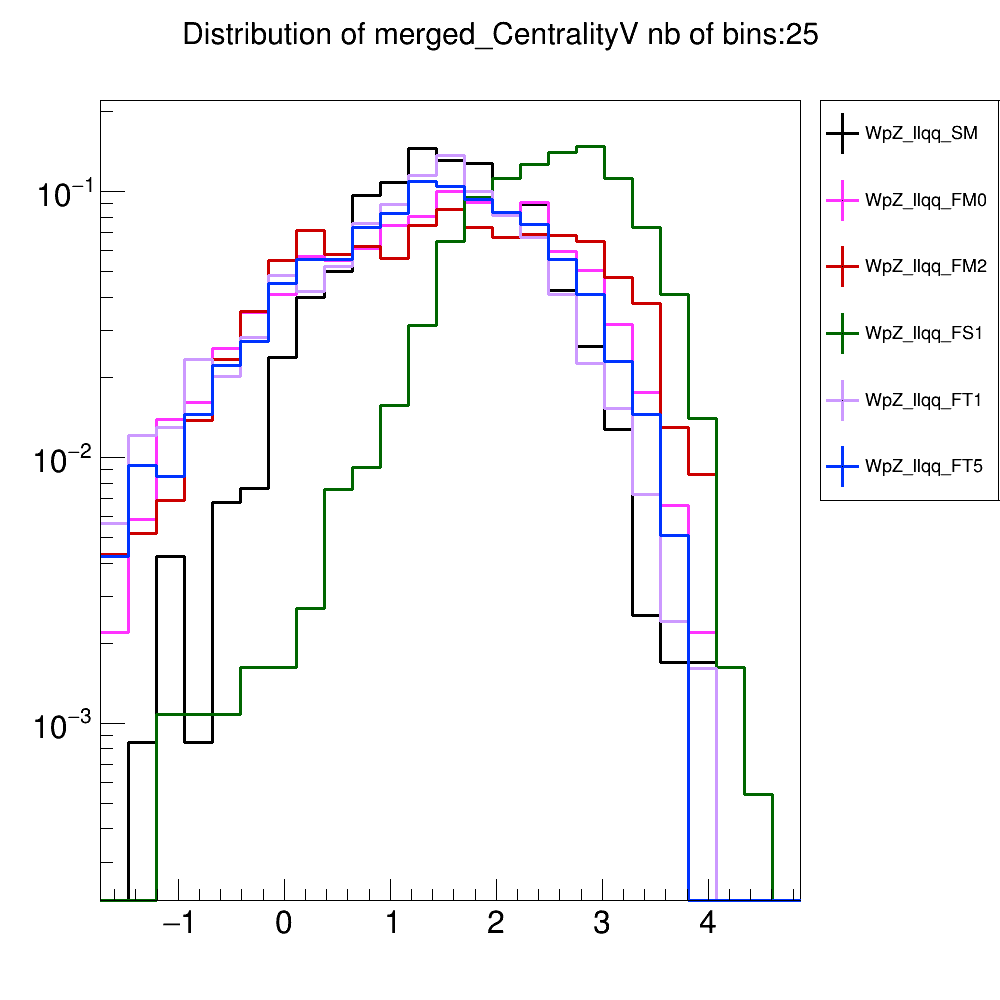 Distribution of merged_CentralityV nb of bins:25
10⁻¹
10⁻²
10⁻³
−1 0 1 2 3 4
WpZ_llqq_SM
WpZ_llqq_FM0
WpZ_llqq_FM2
WpZ_llqq_FS1
WpZ_llqq_FT1
WpZ_llqq_FT5